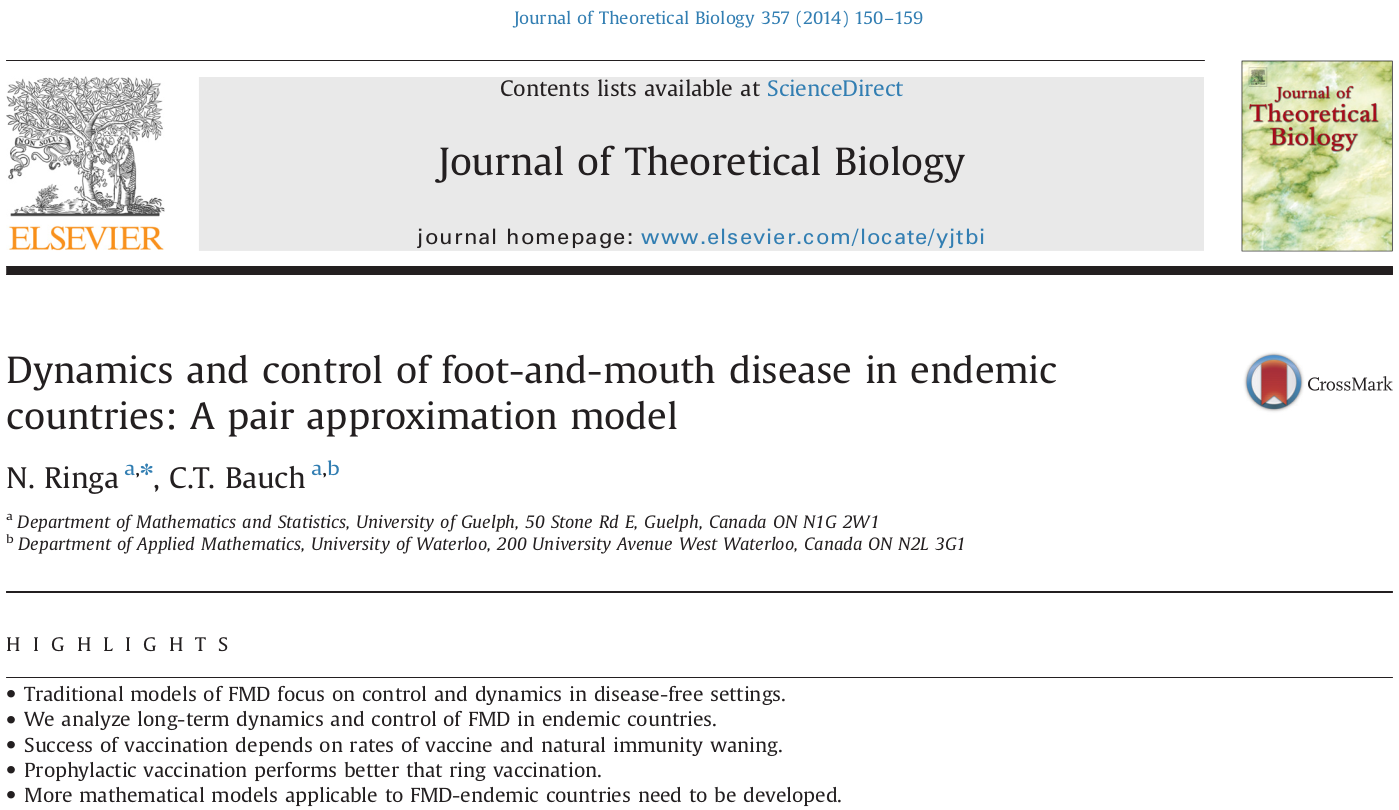 Journal of Theoretical Biology 357 (2014) 150–159
Contents lists available at ScienceDirect
Journal of Theoretical Biology
journal homepage: www.elsevier.com/locate/yjtbi
NON SOLUS
ELSEVIER
Journal of
Theoretical
Biology
Dynamics and control of foot-and-mouth disease in endemic
countries: A pair approximation model
CrossMark
N. Ringa a,*, C.T. Bauch a,b
a Department of Mathematics and Statistics, University of Guelph, 50 Stone Rd E, Guelph, Canada ON N1G 2W1
b Department of Applied Mathematics, University of Waterloo, 200 University Avenue West Waterloo, Canada ON N2L 3G1
HIGHLIGHTS
• Traditional models of FMD focus on control and dynamics in disease-free settings.
• We analyze long-term dynamics and control of FMD in endemic countries.
• Success of vaccination depends on rates of vaccine and natural immunity waning.
• Prophylactic vaccination performs better that ring vaccination.
• More mathematical models applicable to FMD-endemic countries need to be developed.